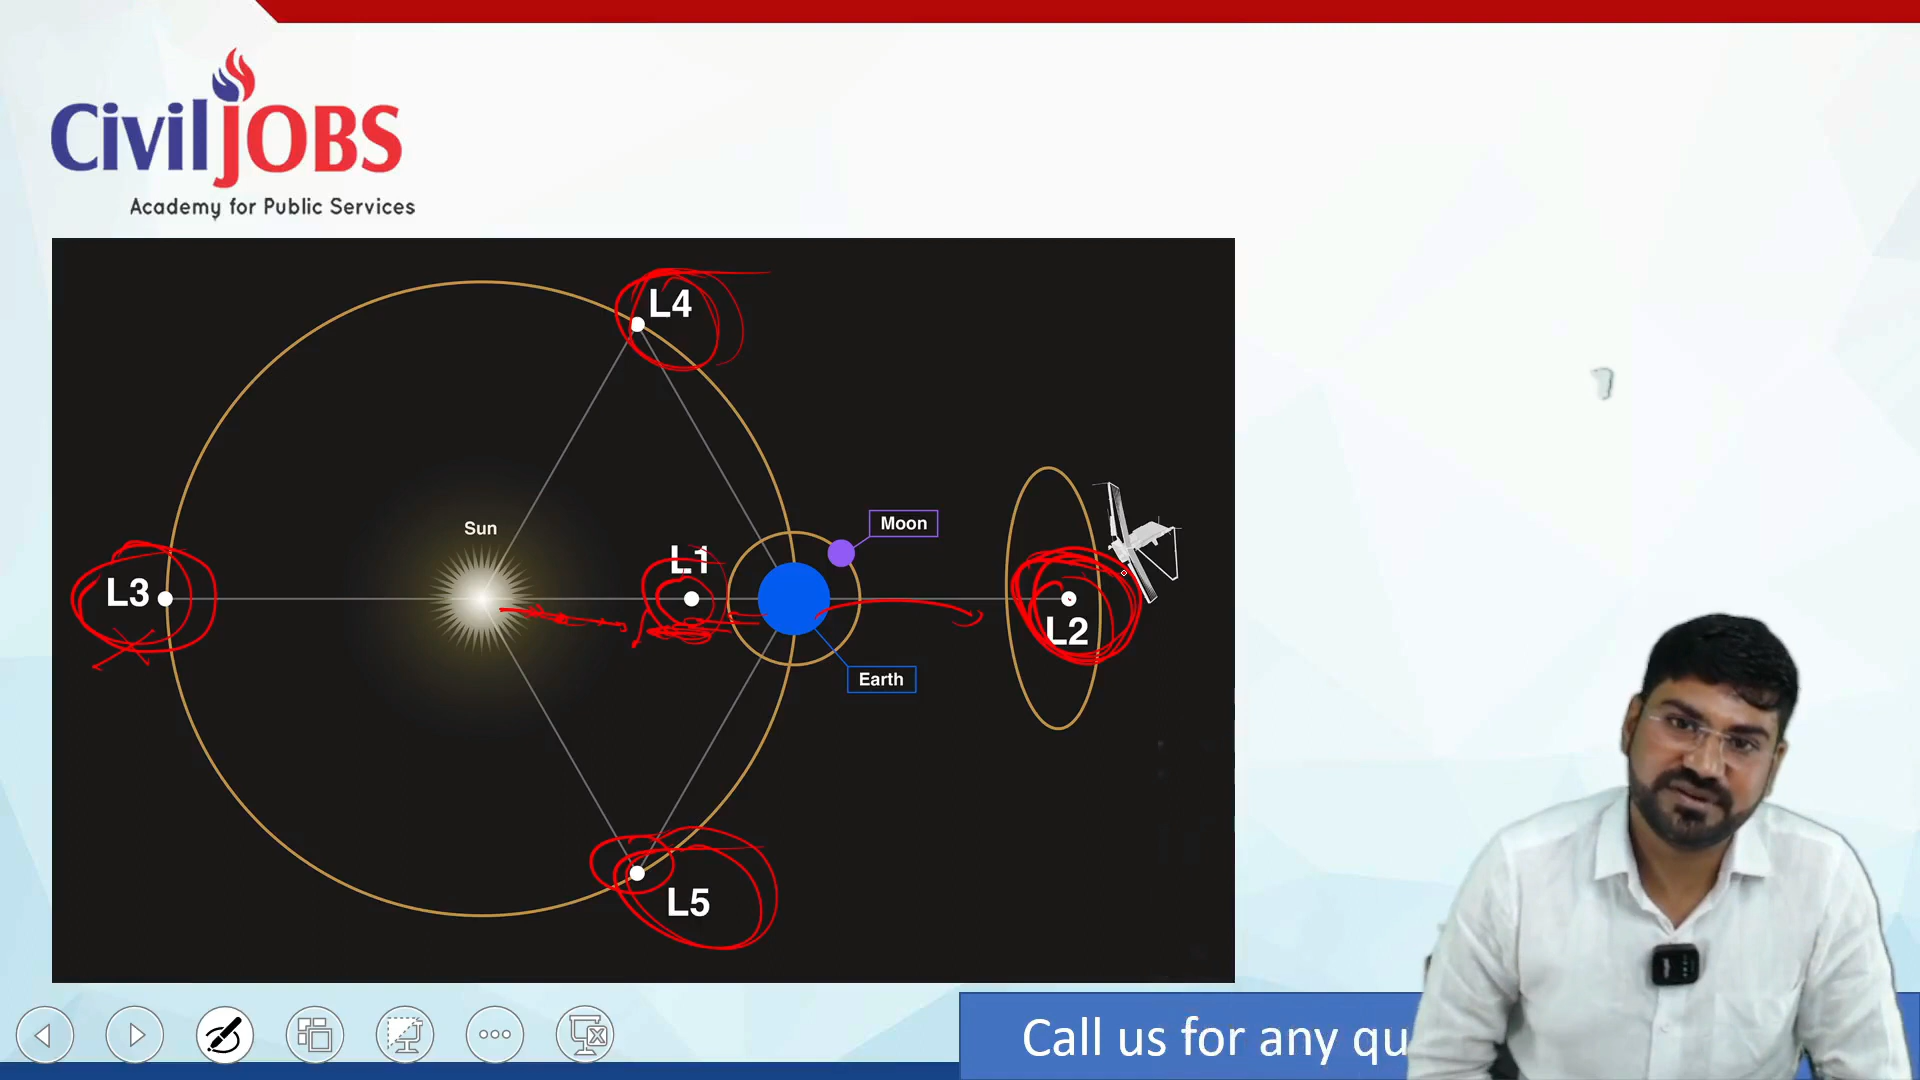 CivilJOBS
Academy for Public Services
L4
Sun
Moon
L1
L3
L2
Earth
L5
Call us for any qu